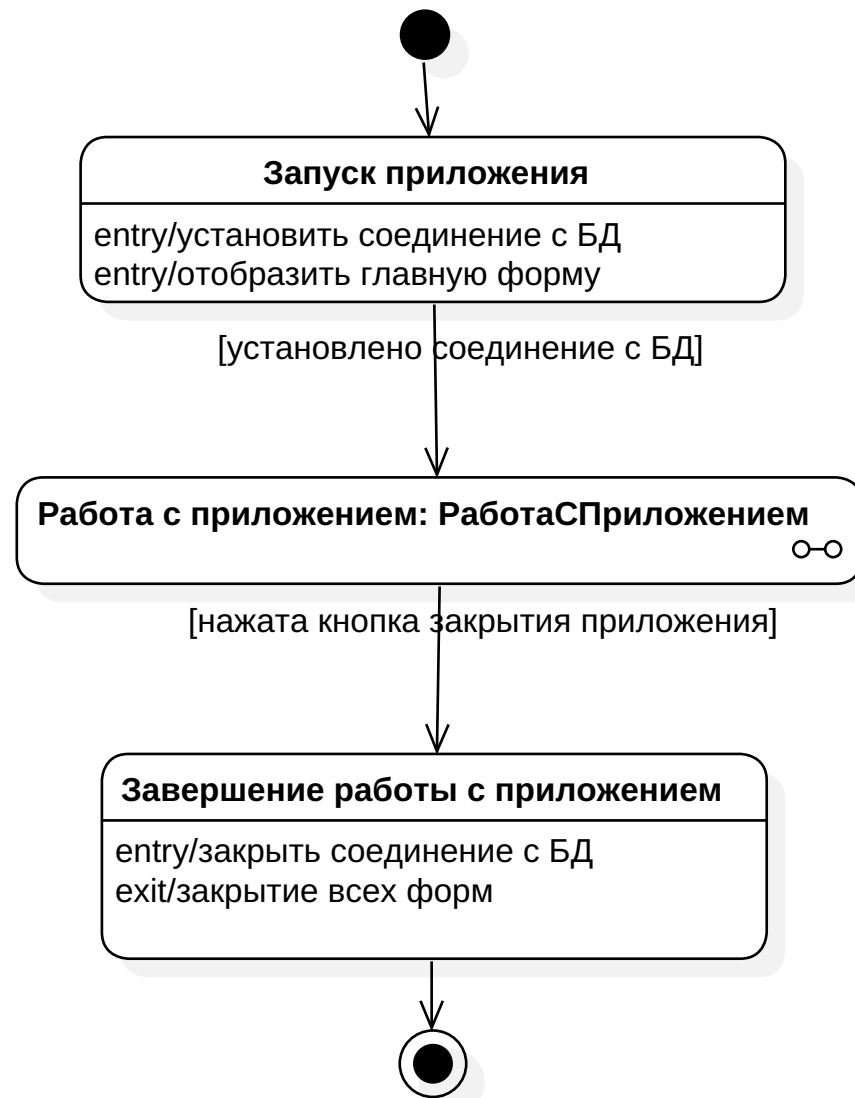 Запуск приложения
entry/установить соединение с БД
entry/отобразить главную форму
[установлено соединение с БД]
Работа с приложением: РаботаСПриложением
[нажата кнопка закрытия приложения]
Завершение работы с приложением
entry/закрыть соединение с БД
exit/закрытие всех форм